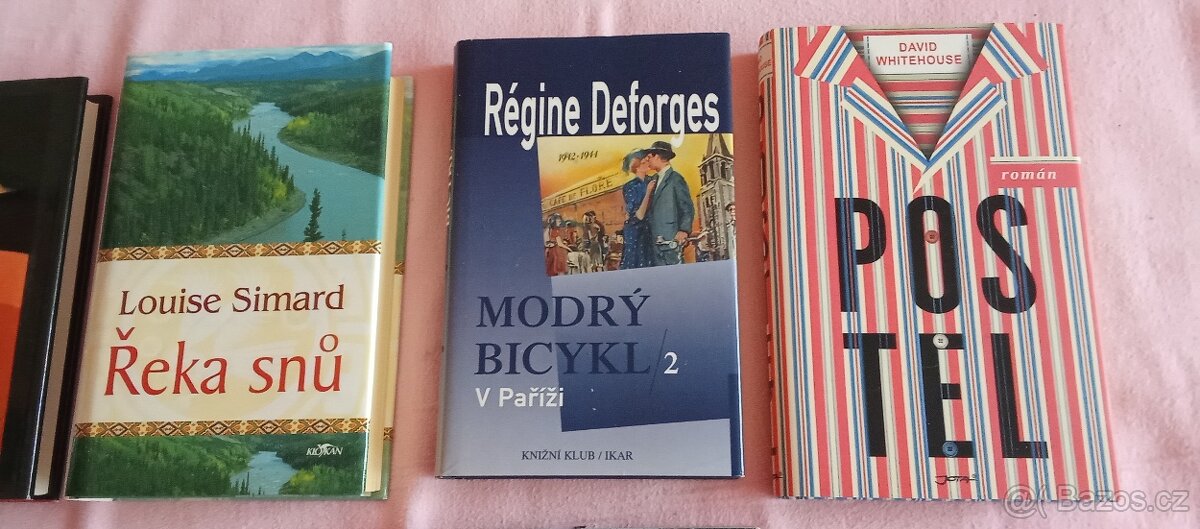 Louise Simard
Řeka snů
KLOKAN
Régine Deforges
1942-1944
CAFE DE FLORE
MODRÝ
BICYKL/2
V Paříži
KNIŽNÍ KLUB / IKAR
DAVID
WHITEHOUSE
román
POS
TEL
JOTA
Bazos.cz